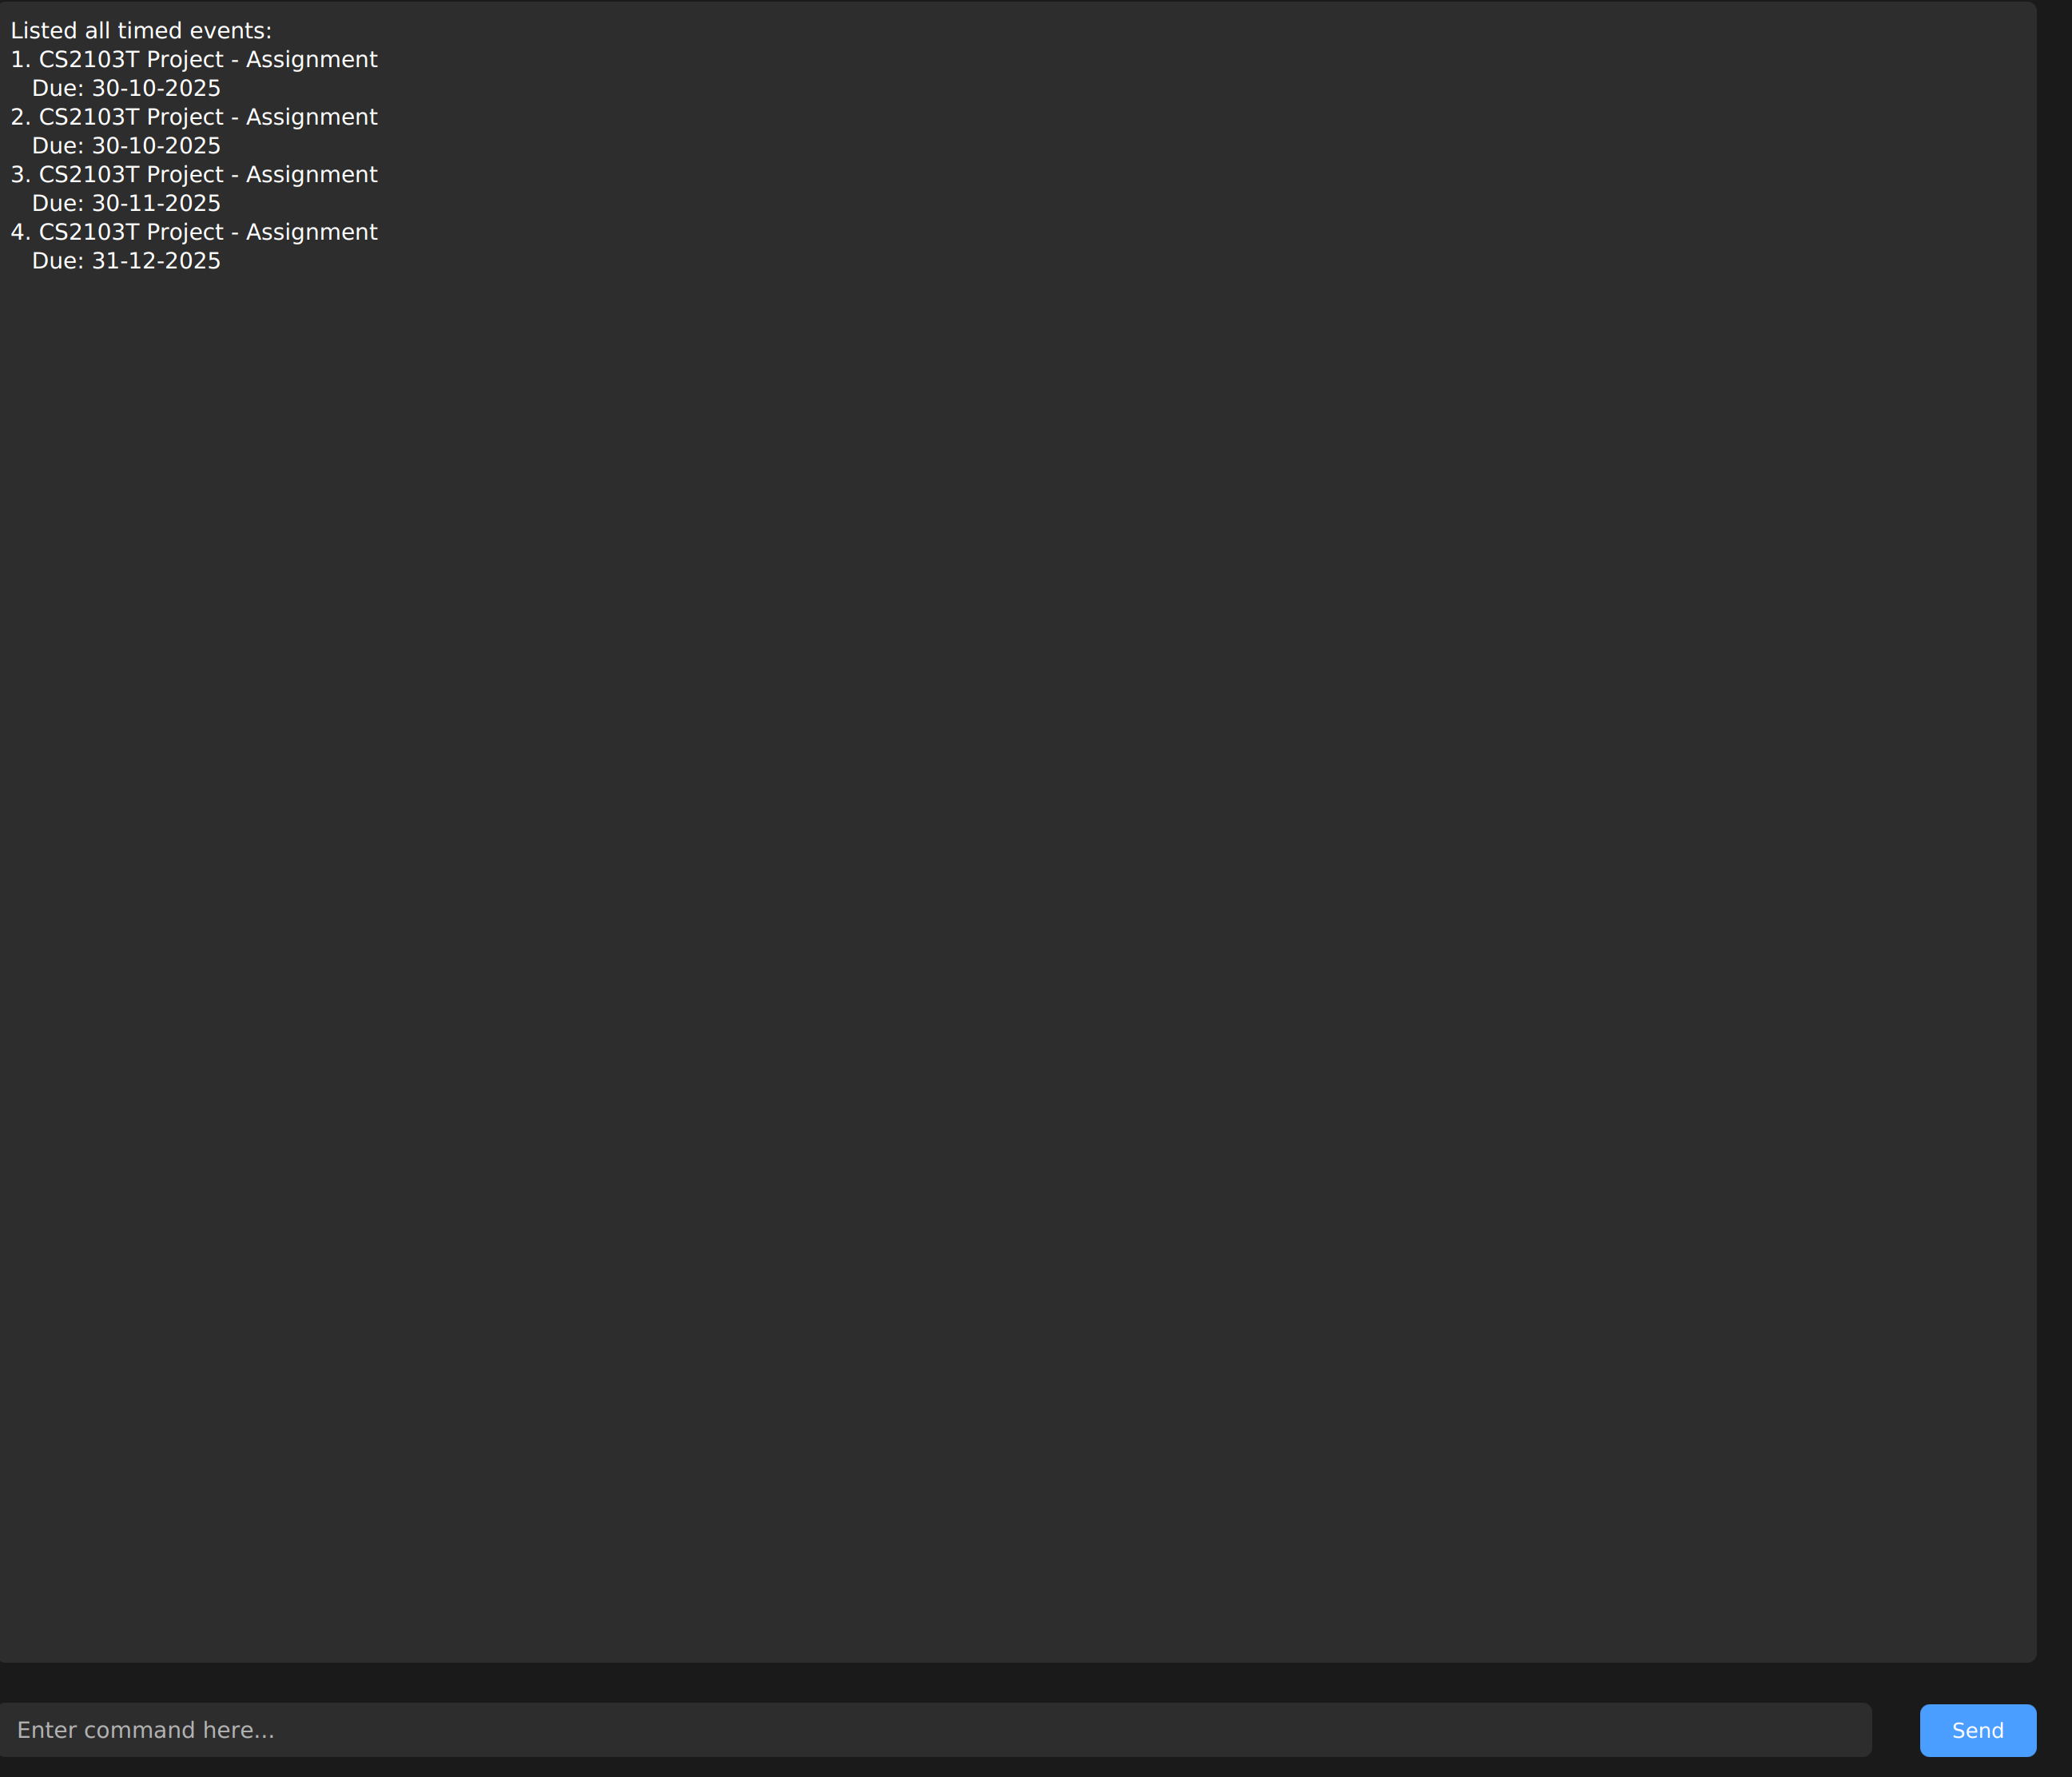 Listed all timed events:
1. CS2103T Project - Assignment
Due: 30-10-2025
2. CS2103T Project - Assignment
Due: 30-10-2025
3. CS2103T Project - Assignment
Due: 30-11-2025
4. CS2103T Project - Assignment
Due: 31-12-2025
Enter command here...
Send